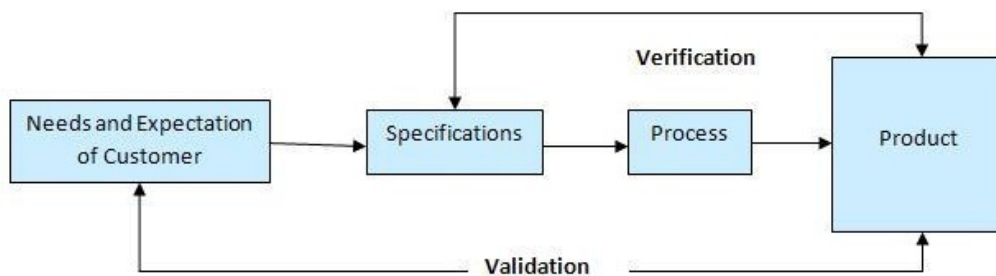 Verification
Needs and Expectation
of Customer
Specifications
Process
Product
Validation